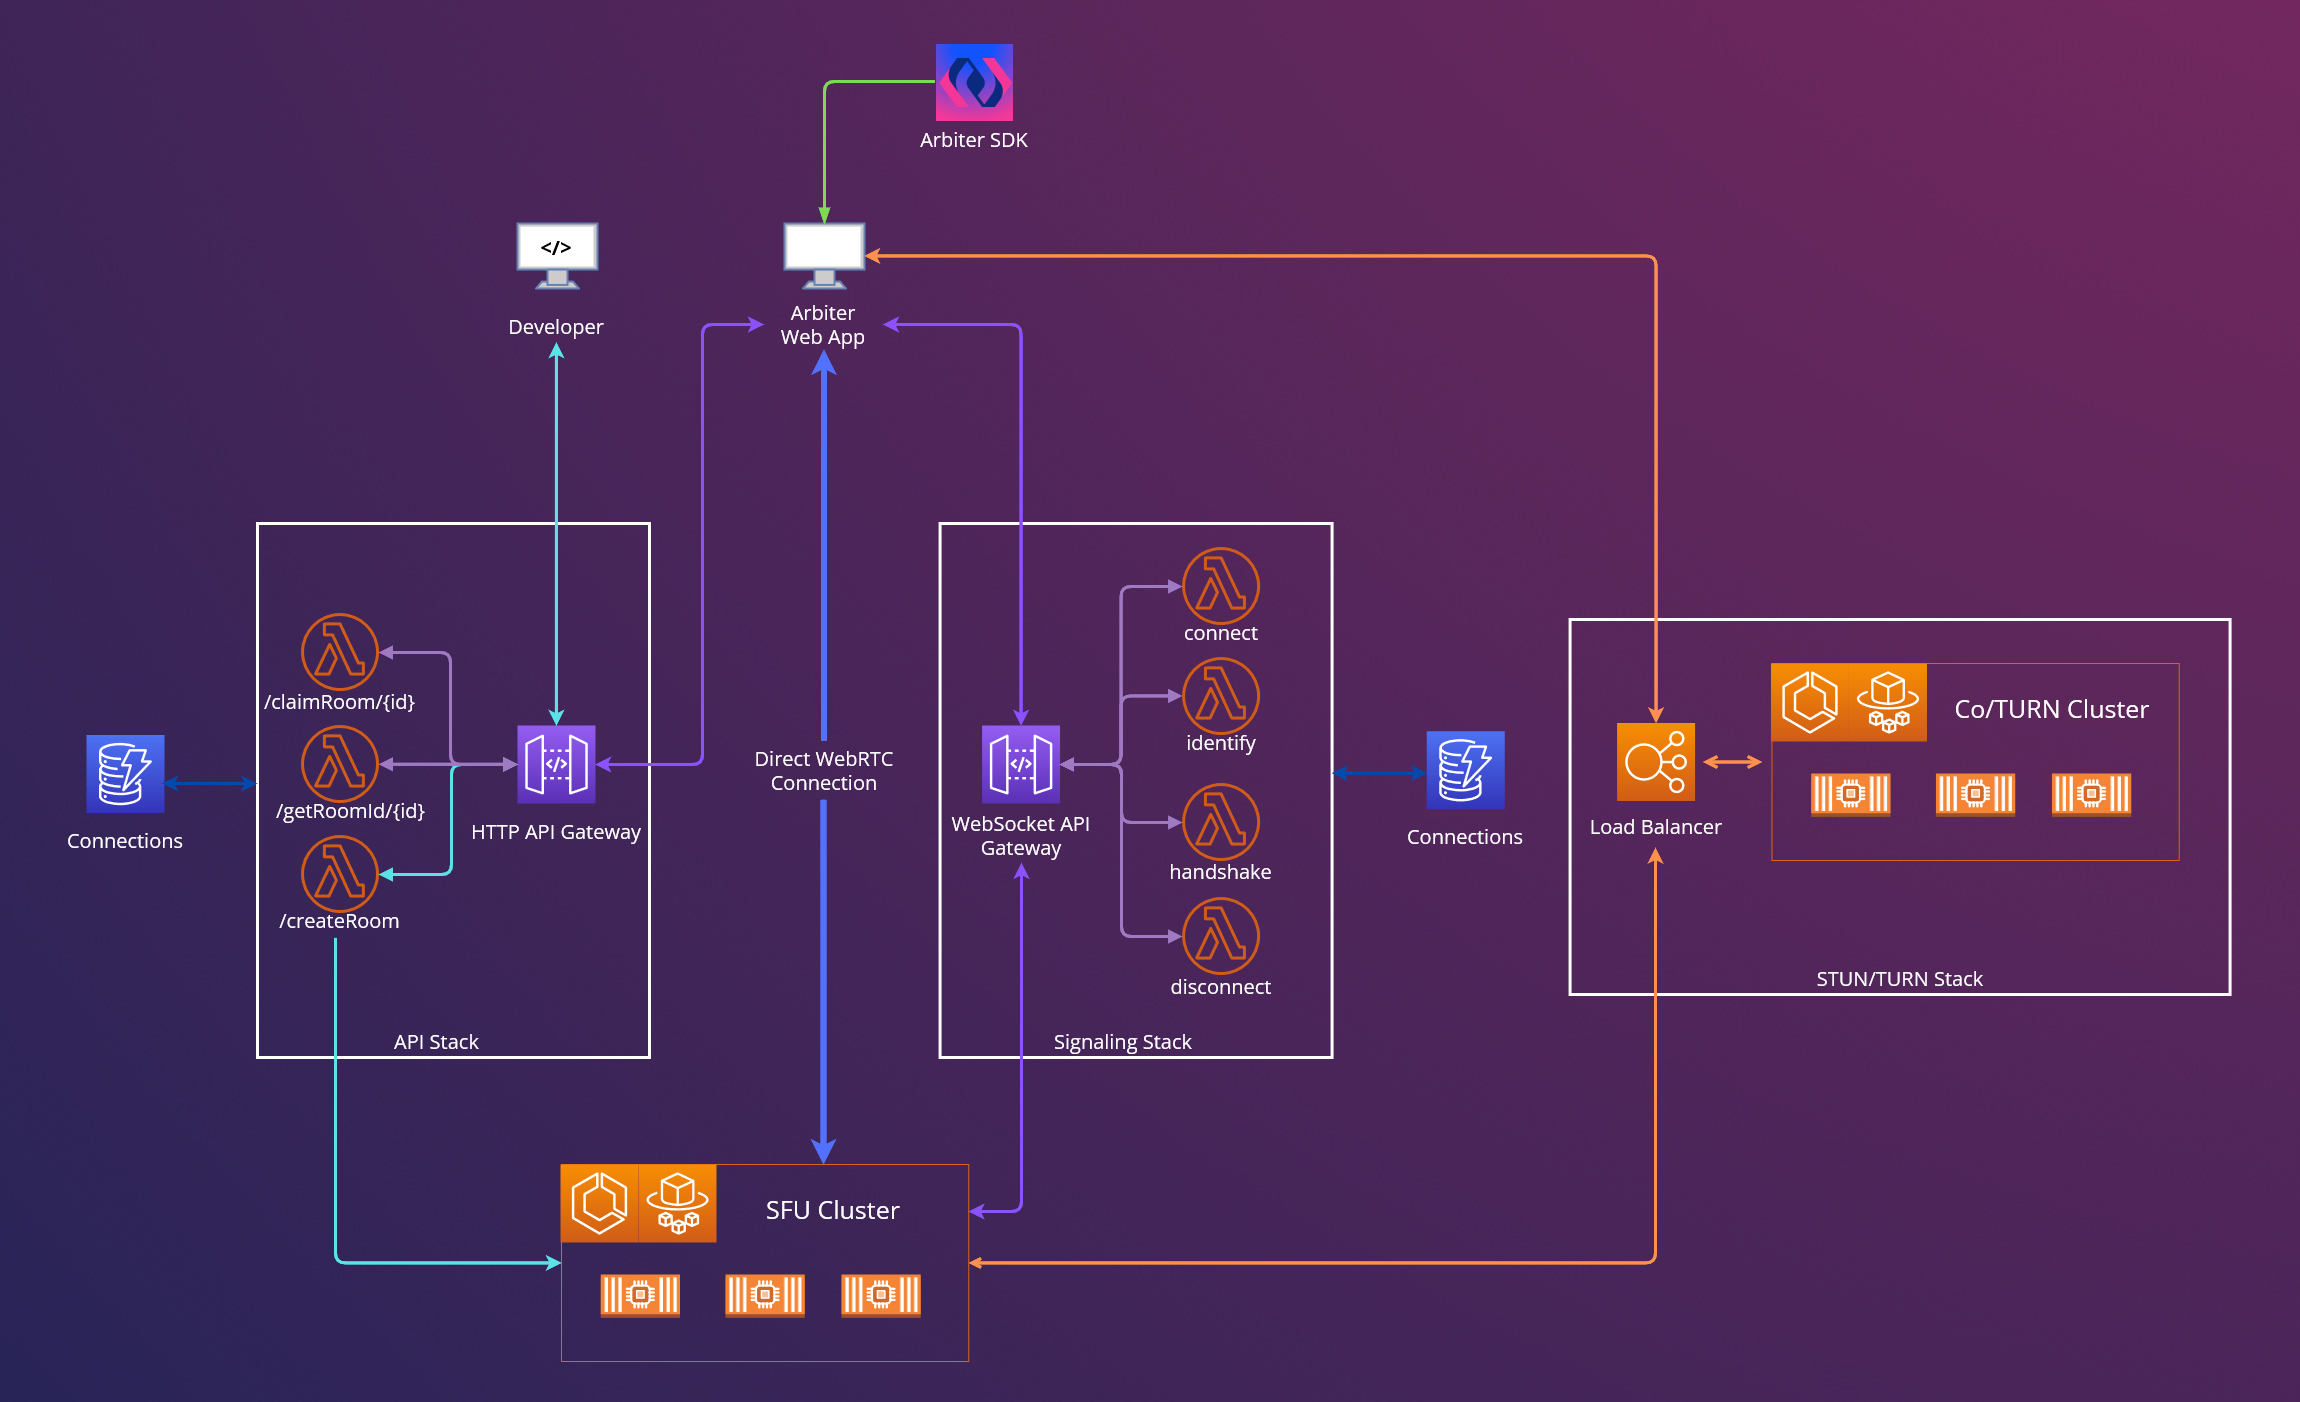 Arbiter SDK
</>
Developer
Arbiter
Web App
/claimRoom/{id}
/getRoomId/{id}
/createRoom
</>
HTTP API Gateway
Connections
API Stack
Direct WebRTC
Connection
</>
WebSocket API
Gateway
connect
identify
handshake
disconnect
Signaling Stack
Connections
Load Balancer
Co/TURN Cluster
STUN/TURN Stack
SFU Cluster